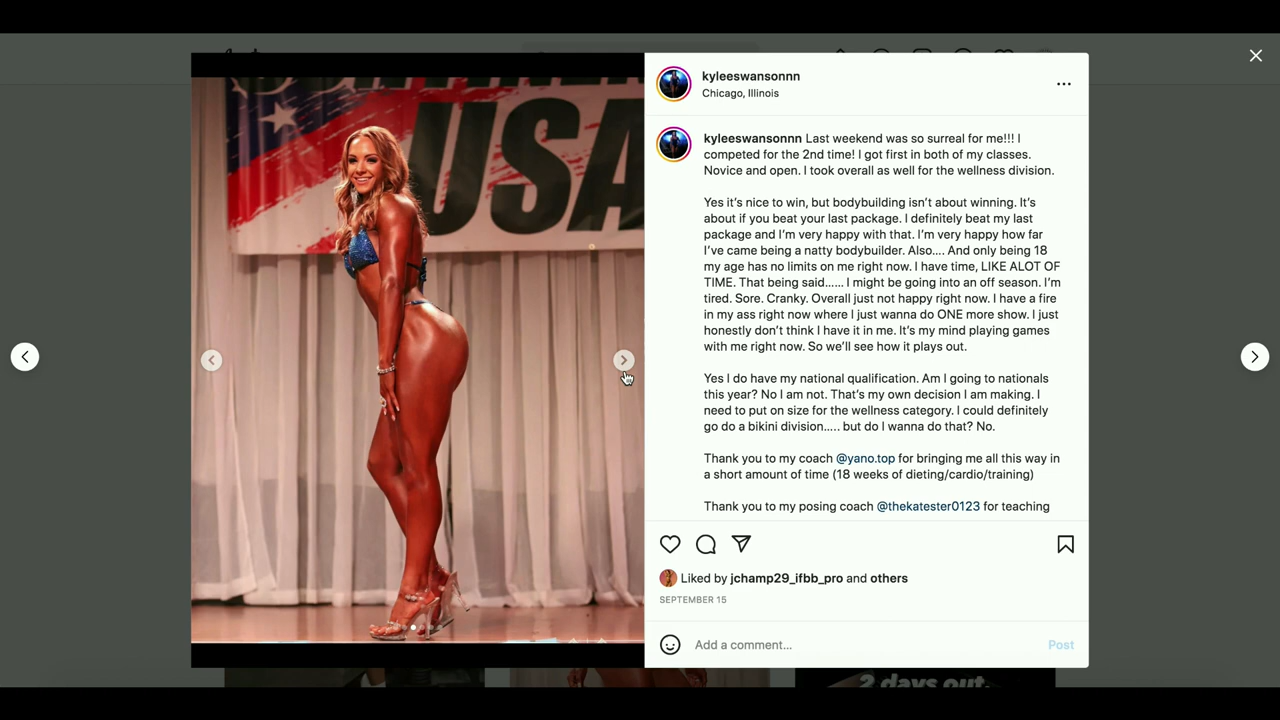 USA
kyleeswansonnn
Chicago, Illinois
kyleeswansonnn Last weekend was so surreal for me!!! I
competed for the 2nd time! I got first in both of my classes.
Novice and open. I took overall as well for the wellness division.
Yes it's nice to win, but bodybuilding isn't about winning. It's
about if you beat your last package. I definitely beat my last
package and I'm very happy with that. I'm very happy how far
I've came being a natty bodybuilder. Also…. And only being 18
my age has no limits on me right now. I have time, LIKE ALOT OF
TIME. That being said…… I might be going into an off season. I'm
tired. Sore. Cranky. Overall just not happy right now. I have a fire
in my ass right now where I just wanna do ONE more show. I just
honestly don't think I have it in me. It's my mind playing games
with me right now. So we'll see how it plays out.
Yes I do have my national qualification. Am I going to nationals
this year? No I am not. That's my own decision I am making. I
need to put on size for the wellness category. I could definitely
go do a bikini division..... but do I wanna do that? No.
Thank you to my coach @yano.top for bringing me all this way in
a short amount of time (18 weeks of dieting/cardio/training)
Thank you to my posing coach @thekatester0123 for teaching
Liked by jchamp29_ifbb_pro and others
SEPTEMBER 15
Add a comment...
Post
2 days out.